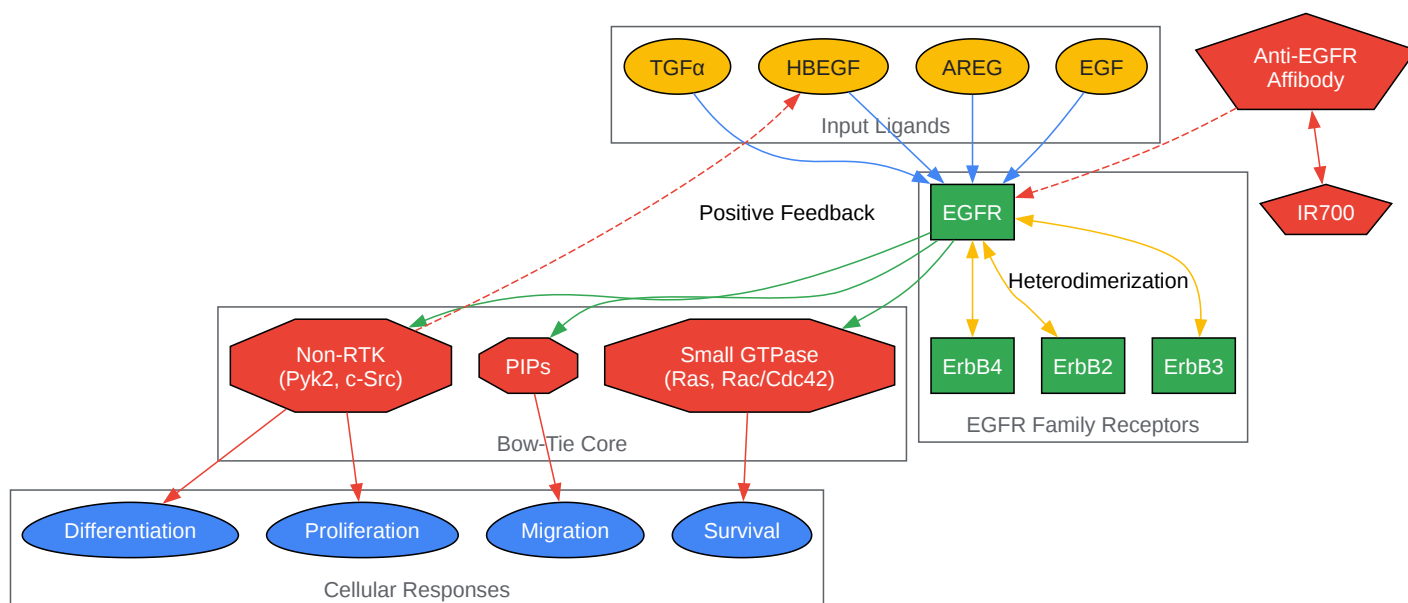 TGFα
HBEGF
AREG
EGF
Anti-EGFR
Affibody
Input Ligands
IR700
EGFR
Positive Feedback
Heterodimerization
Non-RTK
(Pyk2, c-Src)
PIPs
Small GTPase
(Ras, Rac/Cdc42)
ErbB4
ErbB2
ErbB3
EGFR Family Receptors
Bow-Tie Core
Differentiation
Proliferation
Migration
Survival
Cellular Responses